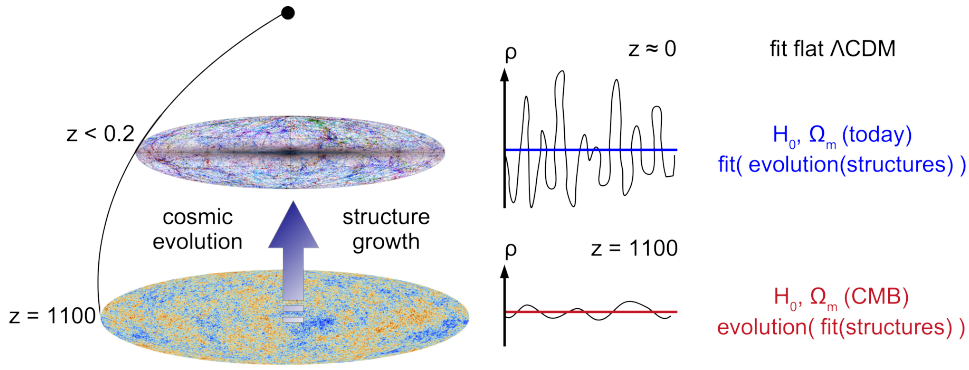 z < 0.2
z = 1100
cosmic
evolution
structure
growth
ρ
z ≈ 0
fit flat ΛCDM
H₀, Ωₘ (today)
fit( evolution(structures) )
ρ
z = 1100
H₀, Ωₘ (CMB)
evolution( fit(structures) )